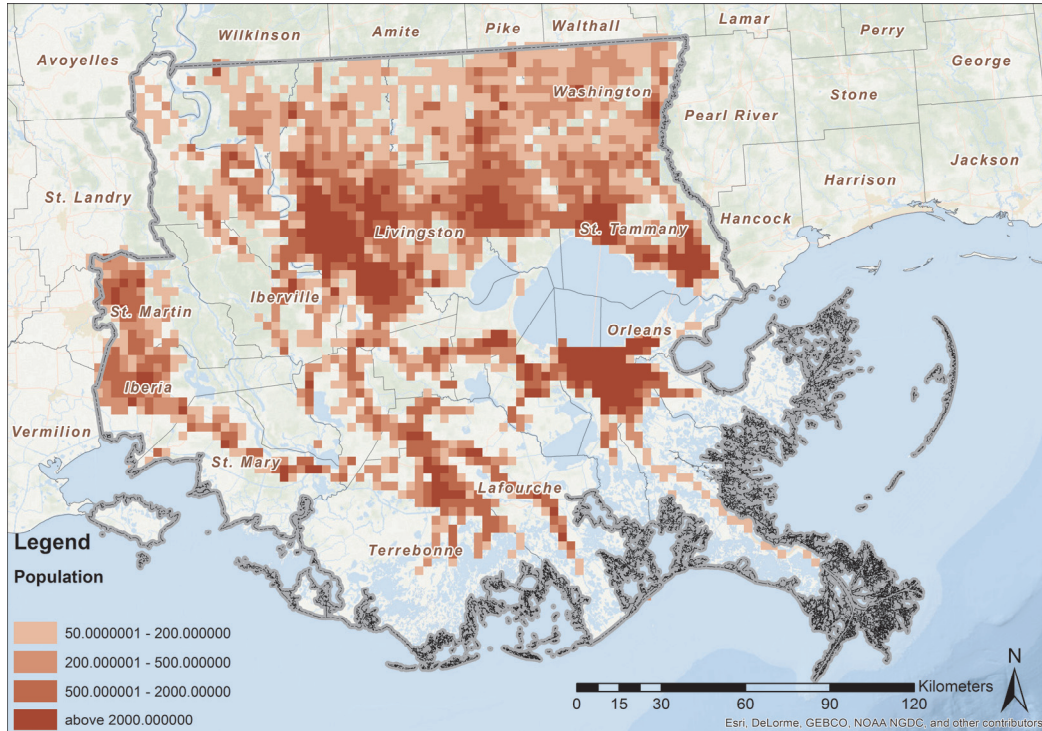 Wilkinson
Amite
Pike
Walthall
Lamar
Perry
Avoyelles
George
Washington
Stone
Pearl River
Jackson
Harrison
St. Landry
Hancock
Livingston
St. Tammany
Iberville
St. Martin
Orleans
Iberia
Vermilion
St. Mary
Lafourche
Terrebonne
Legend
Population
50.0000001 - 200.000000
200.000001 - 500.000000
500.000001 - 2000.00000
above 2000.000000
N
Kilometers
0 15 30 60 90 120
Esri, DeLorme, GEBCO, NOAA NGDC, and other contributors